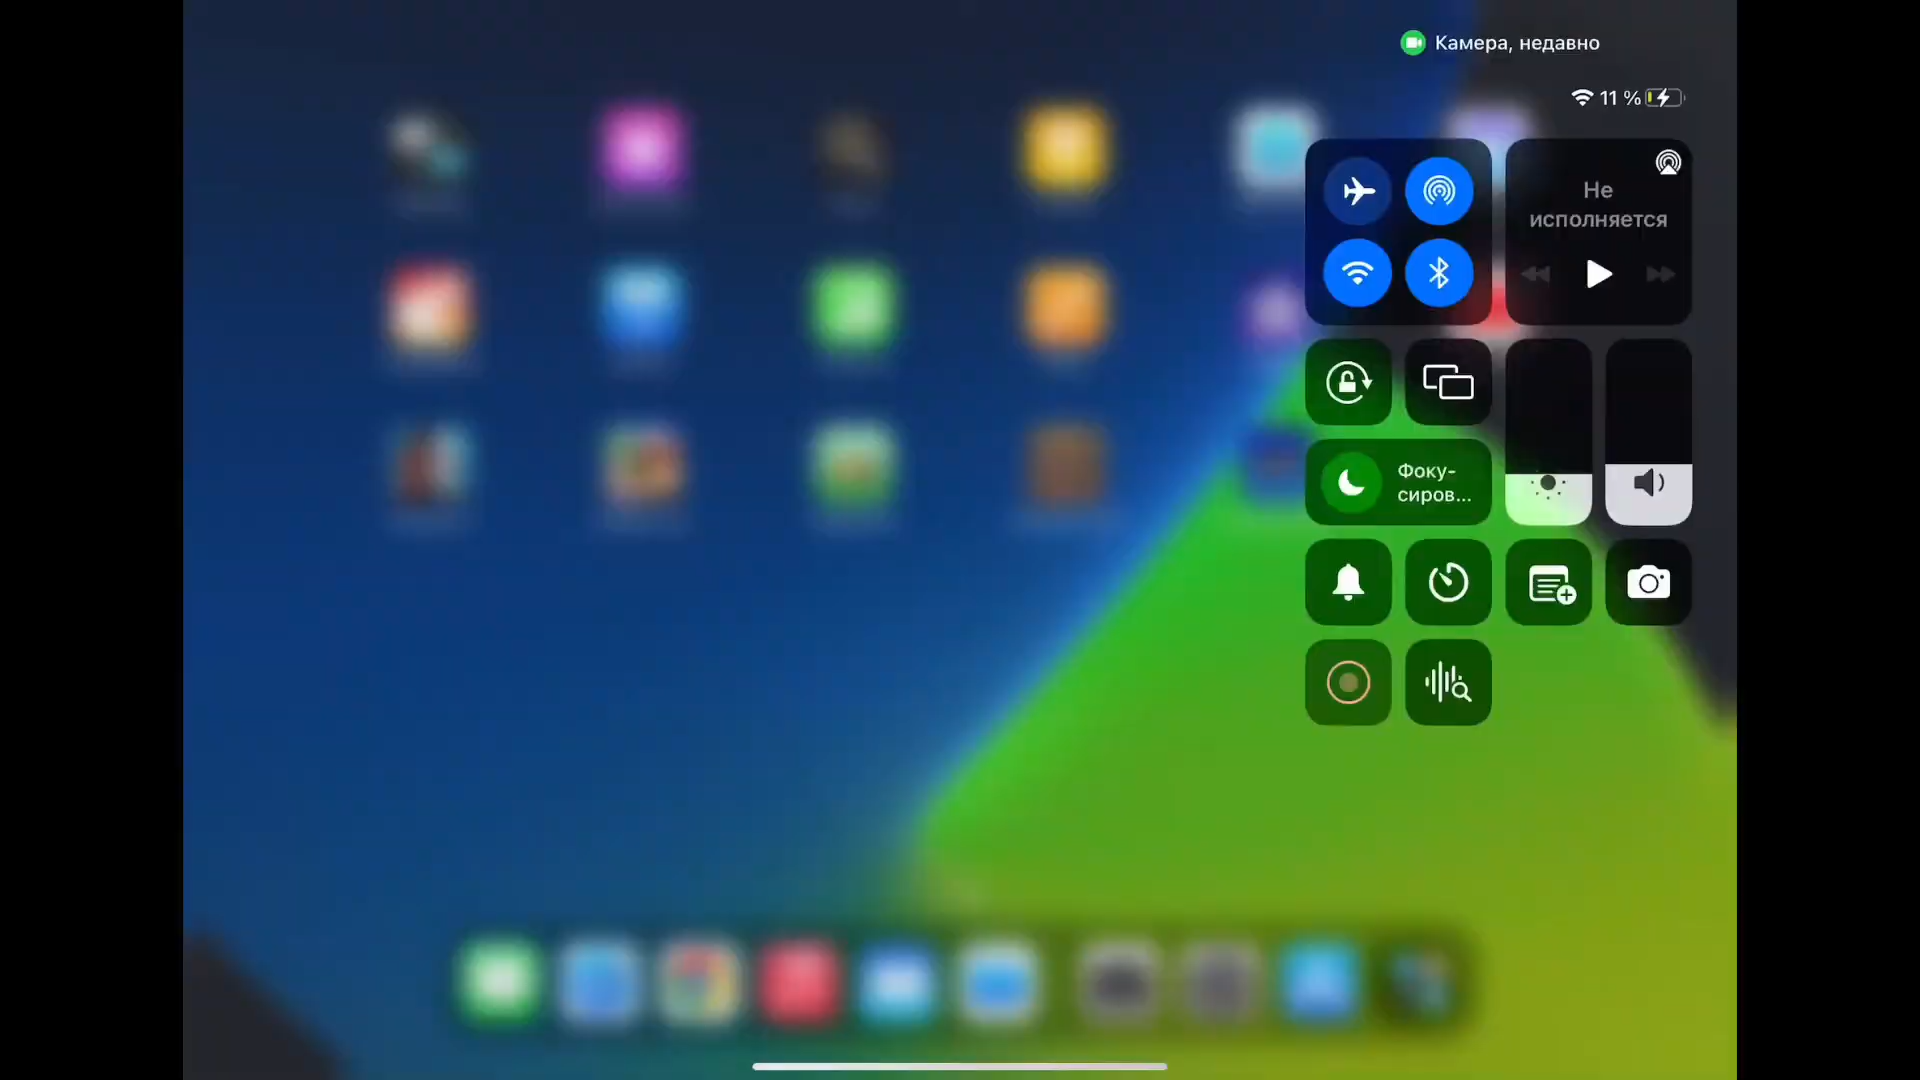 Камера, недавно
11 %
Не
исполняется
Фоку-
сиров...